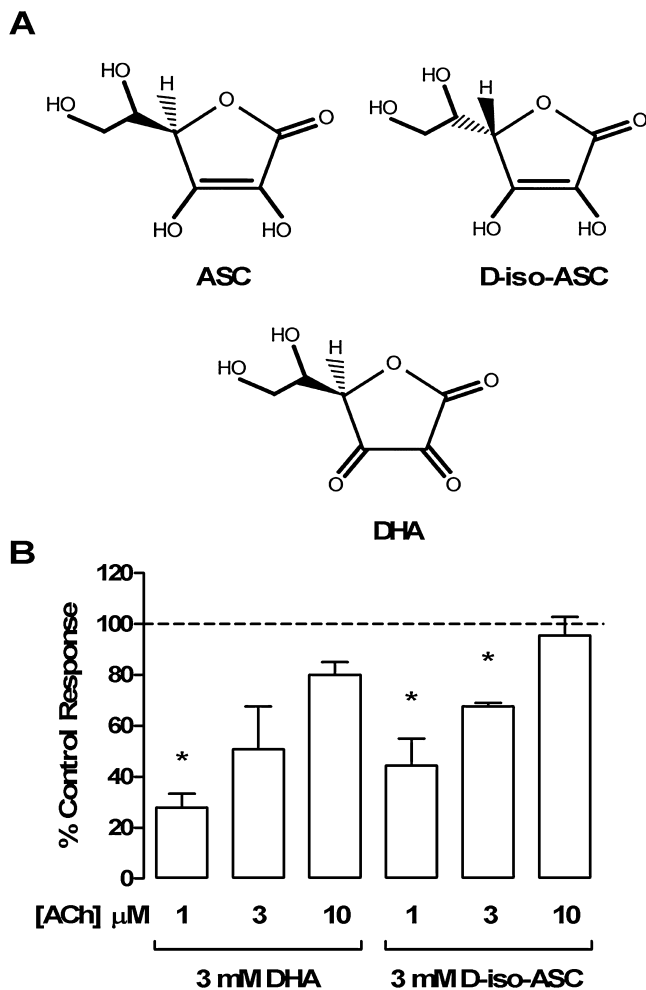 A
HO H O O HO HO H O O
HO HO HO HO HO HO
ASC D-iso-ASC
HO H O O
HO O O
DHA
B
% Control Response
120
100
80
60
40
20
0
* * *
[ACh] μM 1 3 10 1 3 10
3 mM DHA 3 mM D-iso-ASC